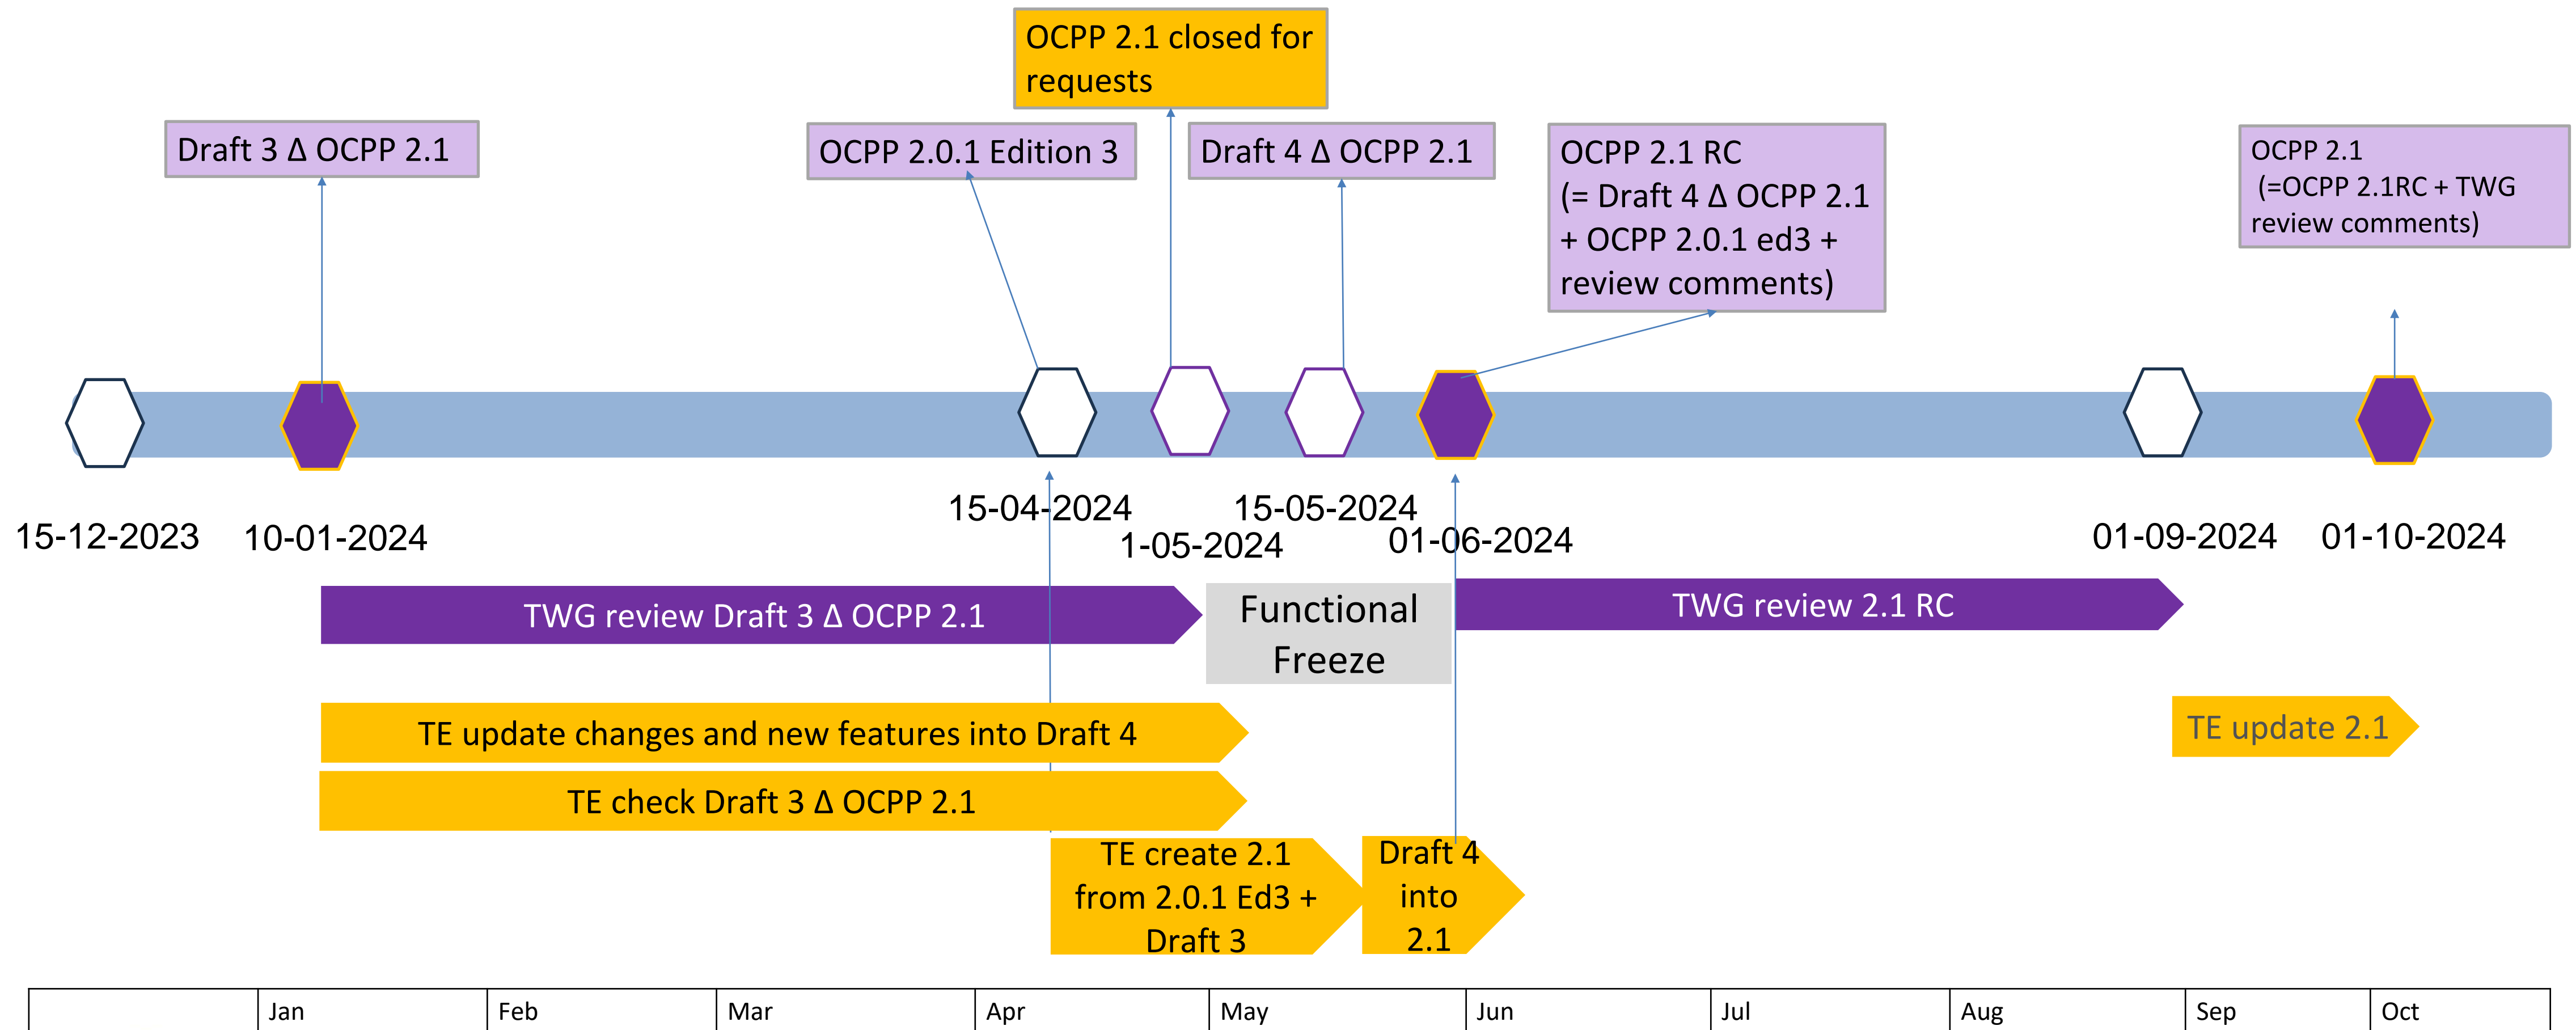 OCPP 2.1 closed for
requests
Draft 3 Δ OCPP 2.1
OCPP 2.0.1 Edition 3
Draft 4 Δ OCPP 2.1
OCPP 2.1 RC
(= Draft 4 Δ OCPP 2.1
+ OCPP 2.0.1 ed3 +
review comments)
OCPP 2.1
(=OCPP 2.1RC + TWG
review comments)
15-12-2023
10-01-2024
15-04-2024
1-05-2024
15-05-2024
01-06-2024
01-09-2024
01-10-2024
TWG review Draft 3 Δ OCPP 2.1
Functional
Freeze
TWG review 2.1 RC
TE update changes and new features into Draft 4
TE update 2.1
TE check Draft 3 Δ OCPP 2.1
TE create 2.1
from 2.0.1 Ed3 +
Draft 3
Draft 4
into
2.1
Jan
Feb
Mar
Apr
May
Jun
Jul
Aug
Sep
Oct